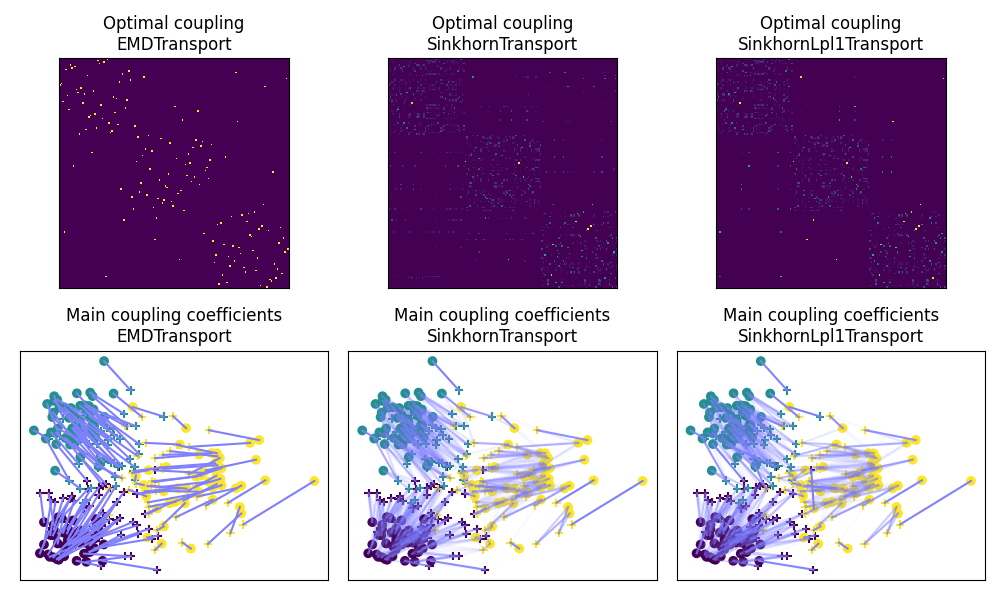 Optimal coupling
EMDTransport
Optimal coupling
SinkhornTransport
Optimal coupling
SinkhornLpl1Transport
Main coupling coefficients
EMDTransport
Main coupling coefficients
SinkhornTransport
Main coupling coefficients
SinkhornLpl1Transport